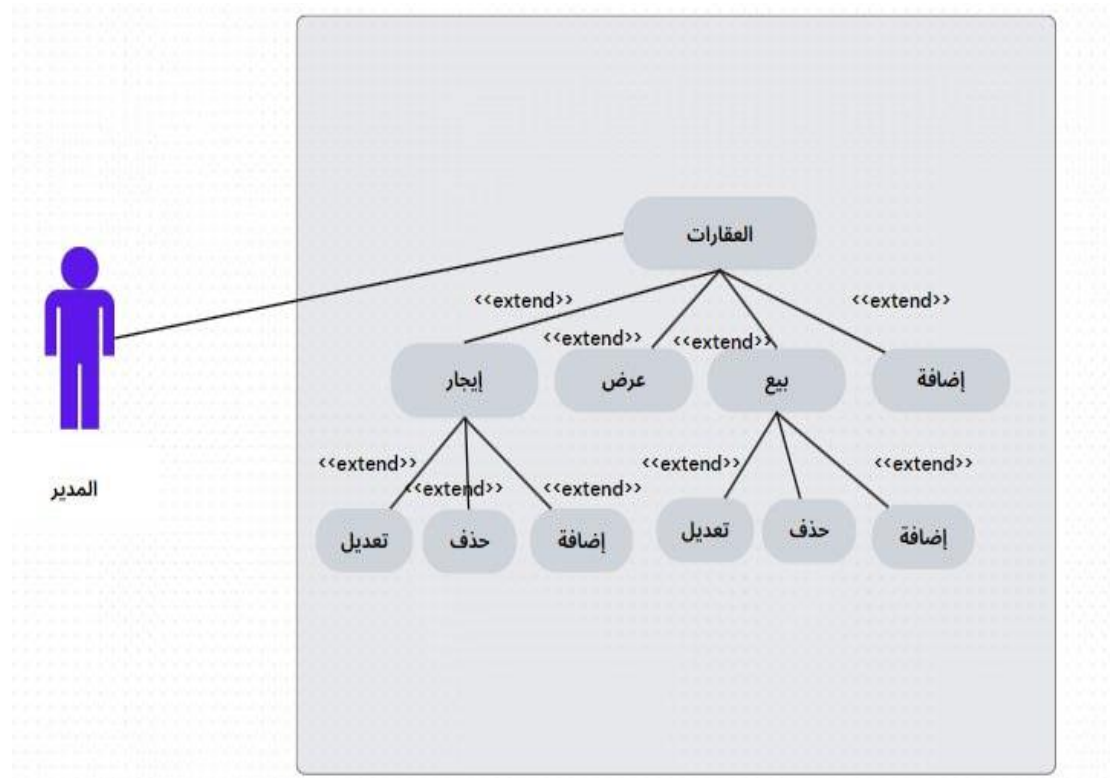 العقارات
<<extend>>
<<extend>>
<<extend>>
<<extend>>
إضافة
بيع
عرض
إيجار
<<extend>>
<<extend>>
<<extend>>
<<extend>>
<<extend>>
المدير
إضافة
حذف
تعديل
إضافة
حذف
تعديل